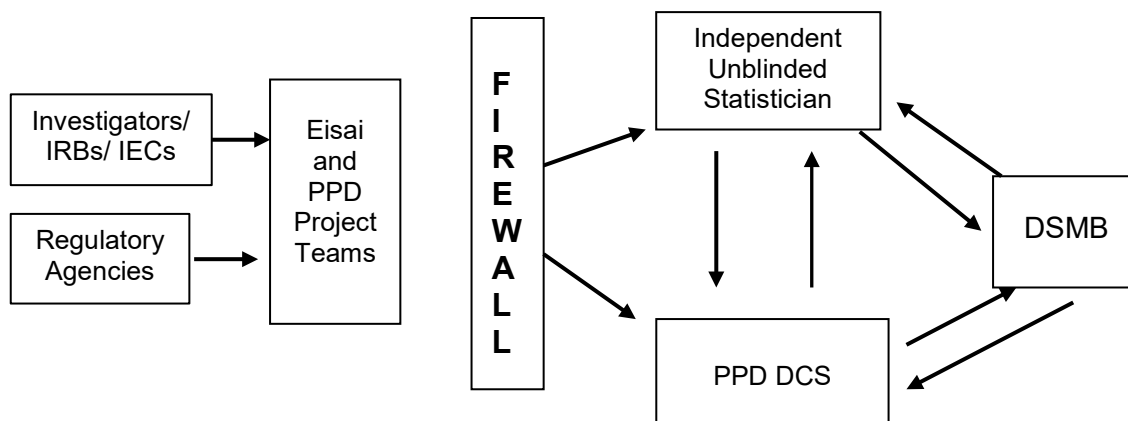 Investigators/
IRBs/ IECs
Regulatory
Agencies
Eisai
and
PPD
Project
Teams
F
I
R
E
W
A
L
L
Independent
Unblinded
Statistician
PPD DCS
DSMB